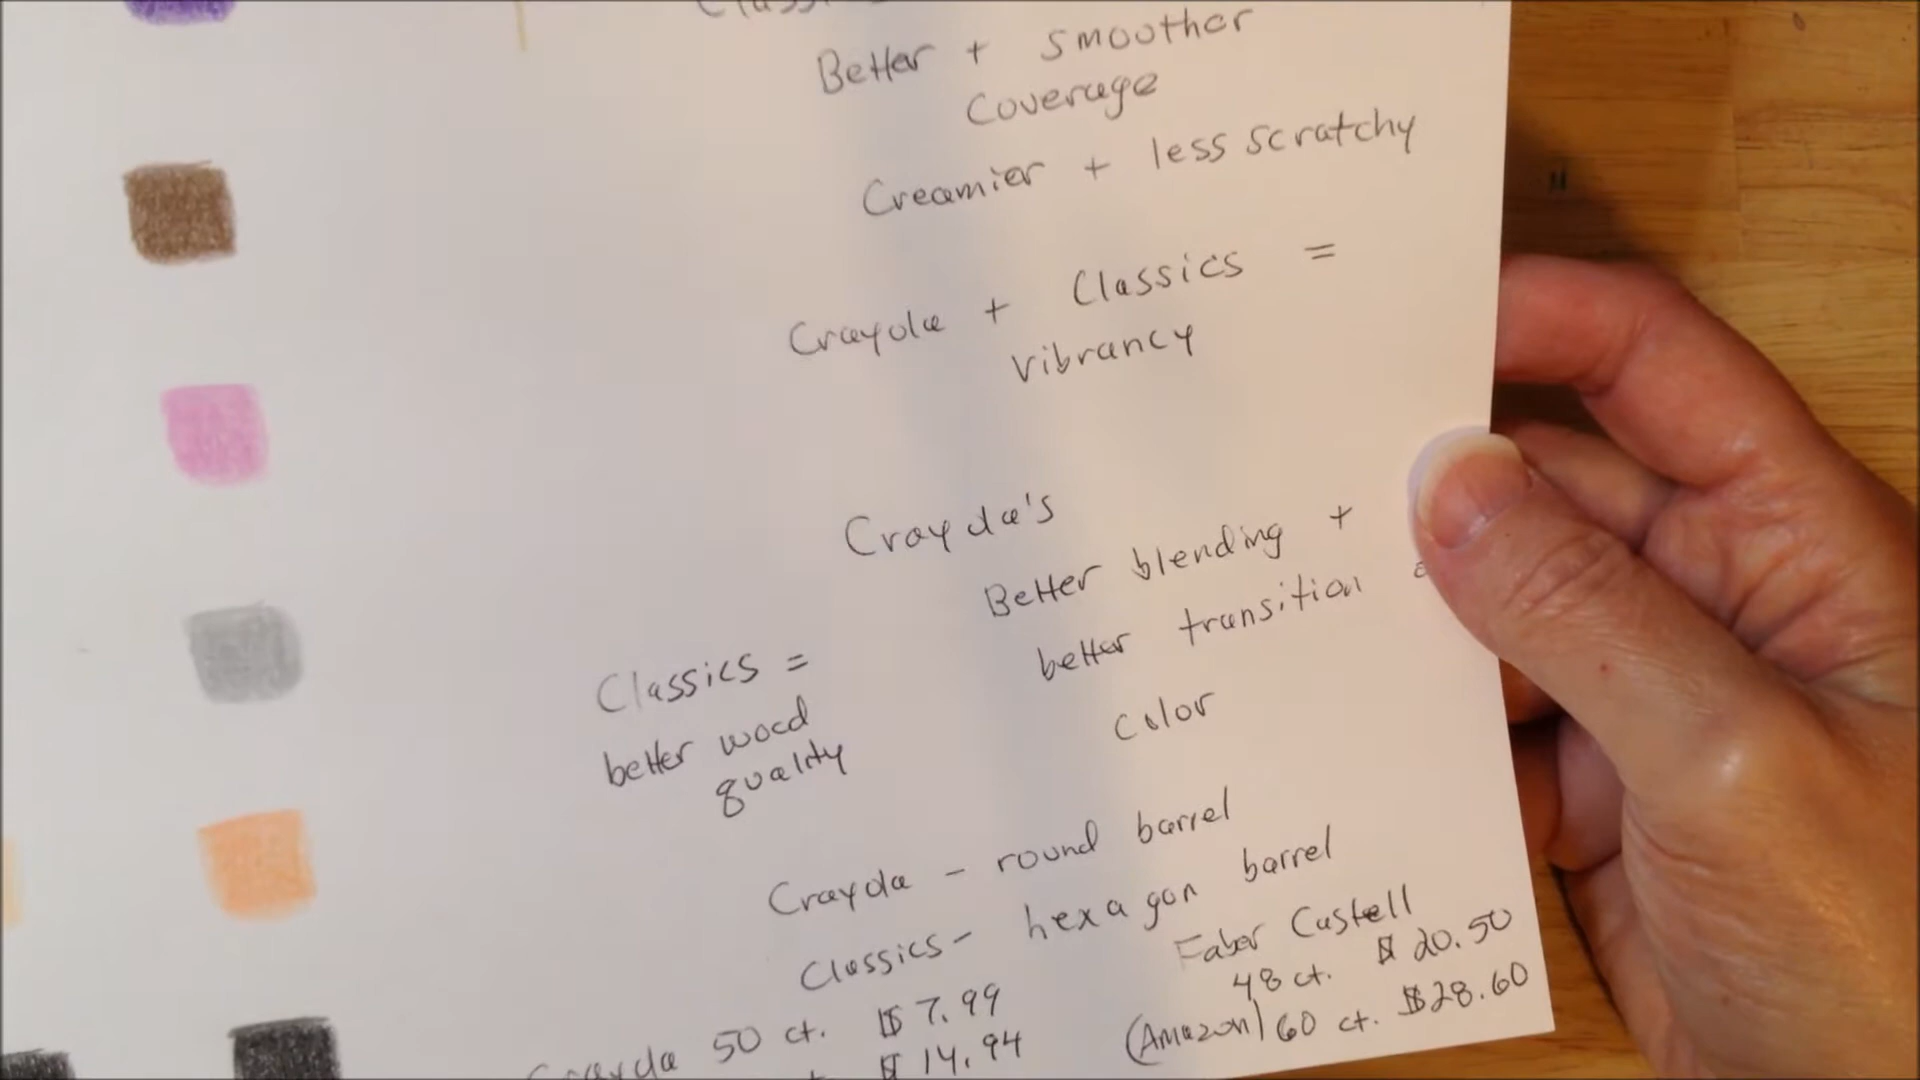 Better + smoother
Coverage
Creamier + less scratchy
Crayola + Classics =
vibrancy
Crayola's
Better blending +
better transition
color
Classics =
better wood
quality
Crayola - round barrel
Classics - hexagon barrel
Faber Castell
48 ct. $ 20.50
(Amazon) 60 ct. $28.60
Crayola 50 ct. $ 7.99
$ 14.94